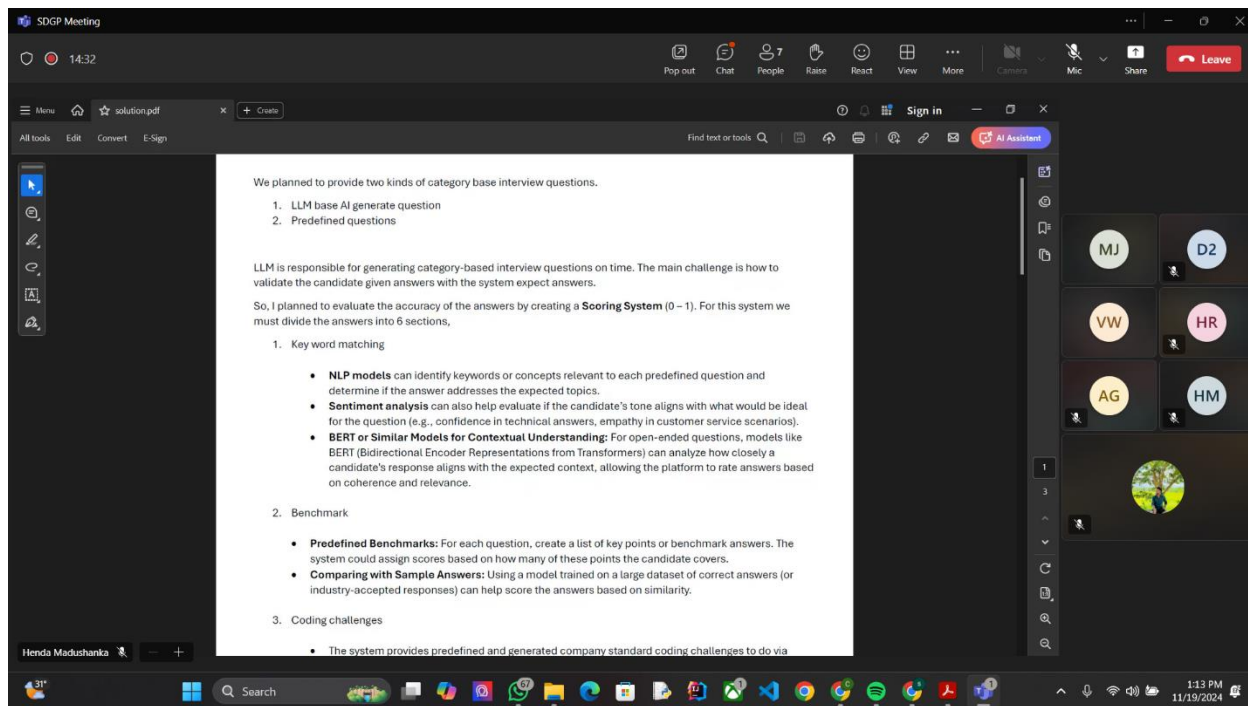 SDGP Meeting
14:32
Pop out
Chat
7
People
Raise
React
View
More
Camera
Mic
Share
Leave
Menu
solution.pdf
+ Create
Sign in
All tools Edit Convert E-Sign
Find text or tools
AI Assistant
We planned to provide two kinds of category base interview questions.
1. LLM base AI generate question
2. Predefined questions
LLM is responsible for generating category-based interview questions on time. The main challenge is how to
validate the candidate given answers with the system expect answers.
So, I planned to evaluate the accuracy of the answers by creating a Scoring System (0 – 1). For this system we
must divide the answers into 6 sections,
1. Key word matching
• NLP models can identify keywords or concepts relevant to each predefined question and
determine if the answer addresses the expected topics.
• Sentiment analysis can also help evaluate if the candidate's tone aligns with what would be ideal
for the question (e.g., confidence in technical answers, empathy in customer service scenarios).
• BERT or Similar Models for Contextual Understanding: For open-ended questions, models like
BERT (Bidirectional Encoder Representations from Transformers) can analyze how closely a
candidate's response aligns with the expected context, allowing the platform to rate answers based
on coherence and relevance.
2. Benchmark
• Predefined Benchmarks: For each question, create a list of key points or benchmark answers. The
system could assign scores based on how many of these points the candidate covers.
• Comparing with Sample Answers: Using a model trained on a large dataset of correct answers (or
industry-accepted responses) can help score the answers based on similarity.
3. Coding challenges
• The system provides predefined and generated company standard coding challenges to do via
1
3
MJ
D2
VW
HR
AG
HM
Henda Madushanka
31°
Search
67
1:13 PM
11/19/2024